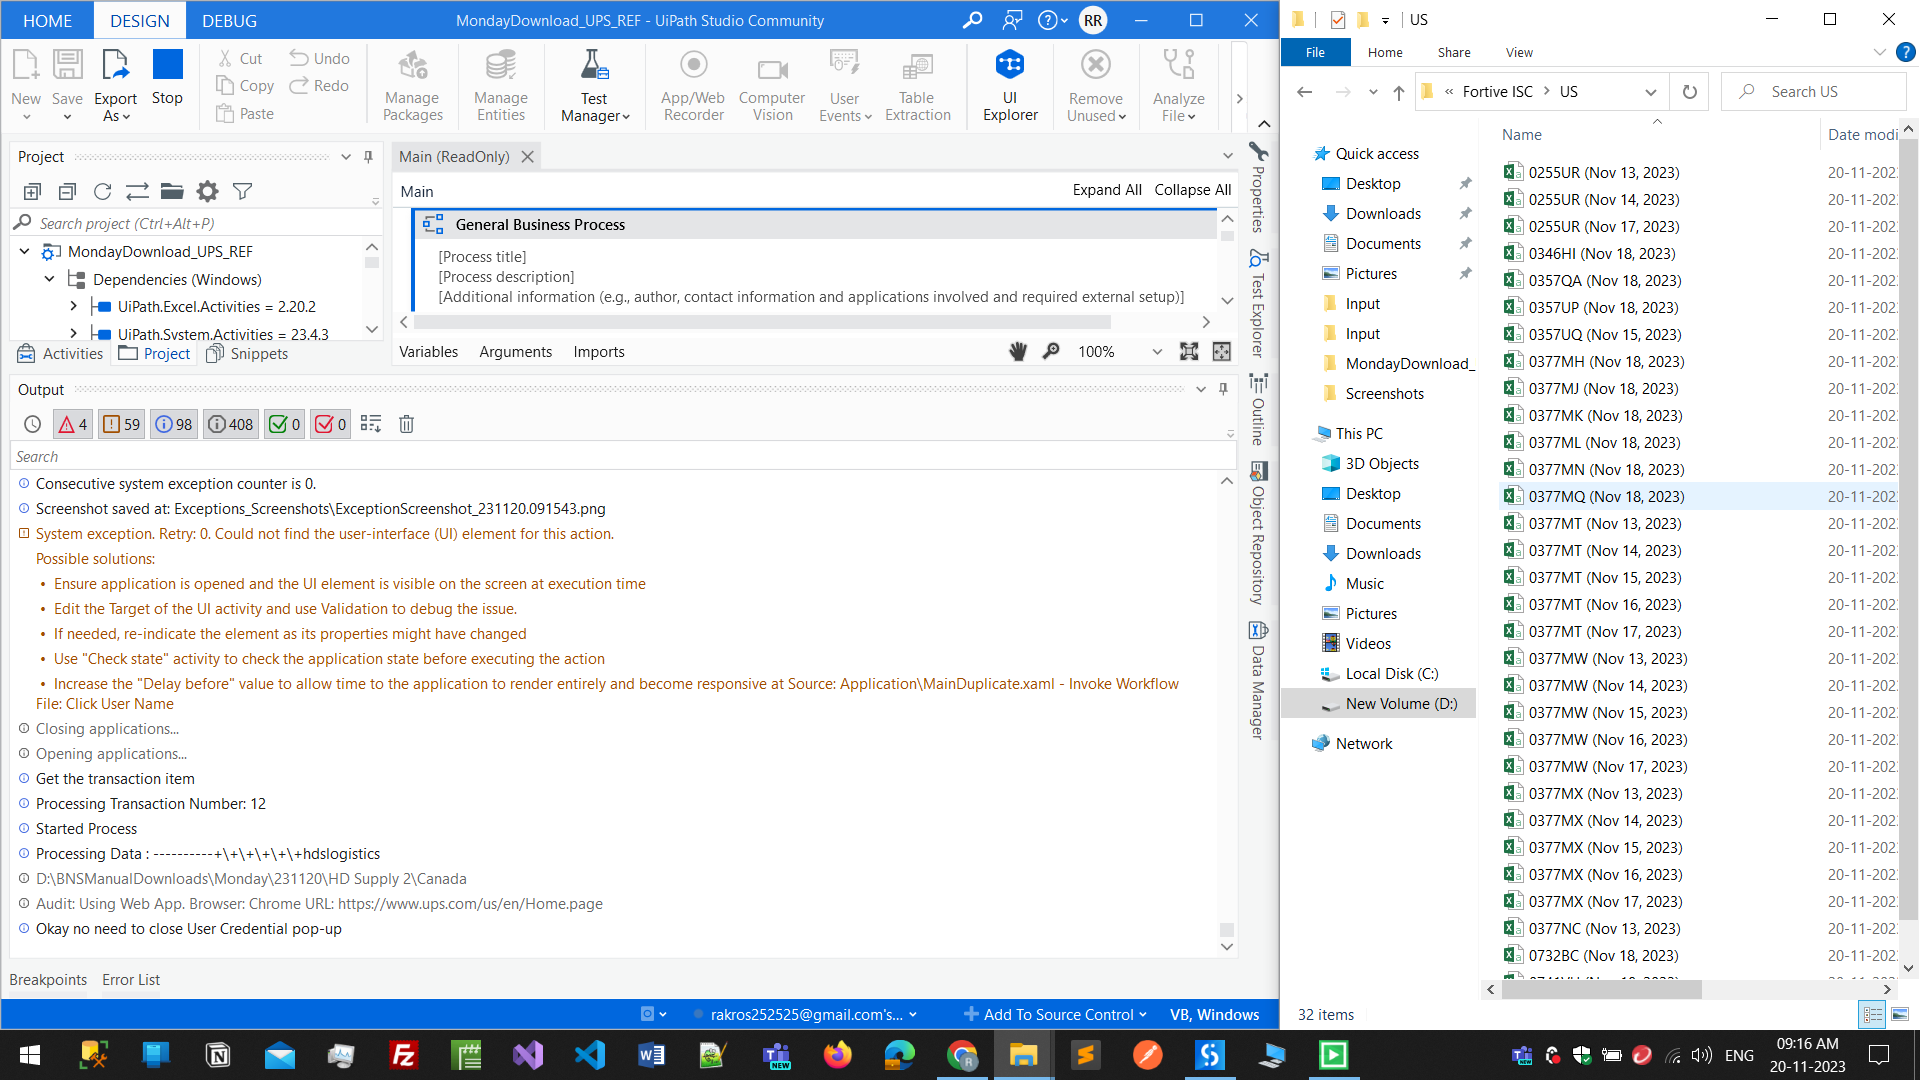 HOME
DESIGN
DEBUG
MondayDownload_UPS_REF - UiPath Studio Community
RR
New
Save
Export As
Stop
Cut
Copy
Paste
Undo
Redo
Manage Packages
Manage Entities
Test Manager
App/Web Recorder
Computer Vision
User Events
Table Extraction
UI Explorer
Remove Unused
Analyze File
Project
Search project (Ctrl+Alt+P)
MondayDownload_UPS_REF
Dependencies (Windows)
UiPath.Excel.Activities = 2.20.2
UiPath.System.Activities = 23.4.3
Activities
Project
Snippets
Main (ReadOnly)
Main
Expand All
Collapse All
General Business Process
[Process title]
[Process description]
[Additional information (e.g., author, contact information and applications involved and required external setup)]
Variables
Arguments
Imports
100%
Properties
Test Explorer
Outline
Object Repository
Data Manager
Output
4
59
98
408
0
0
Search
Consecutive system exception counter is 0.
Screenshot saved at: Exceptions_Screenshots\ExceptionScreenshot_231120.091543.png
System exception. Retry: 0. Could not find the user-interface (UI) element for this action.
Possible solutions:
• Ensure application is opened and the UI element is visible on the screen at execution time
• Edit the Target of the UI activity and use Validation to debug the issue.
• If needed, re-indicate the element as its properties might have changed
• Use "Check state" activity to check the application state before executing the action
• Increase the "Delay before" value to allow time to the application to render entirely and become responsive at Source: Application\MainDuplicate.xaml - Invoke Workflow
File: Click User Name
Closing applications...
Opening applications...
Get the transaction item
Processing Transaction Number: 12
Started Process
Processing Data : ----------+\+\+\+\+\+hdslogistics
D:\BNSManualDownloads\Monday\231120\HD Supply 2\Canada
Audit: Using Web App. Browser: Chrome URL: https://www.ups.com/us/en/Home.page
Okay no need to close User Credential pop-up
Breakpoints
Error List
rakros252525@gmail.com's...
Add To Source Control
VB, Windows
US
File
Home
Share
View
« Fortive ISC > US
Search US
Quick access
Desktop
Downloads
Documents
Pictures
Input
Input
MondayDownload_
Screenshots
This PC
3D Objects
Desktop
Documents
Downloads
Music
Pictures
Videos
Local Disk (C:)
New Volume (D:)
Network
Name
Date modi
0255UR (Nov 13, 2023) 20-11-202
0255UR (Nov 14, 2023) 20-11-202
0255UR (Nov 17, 2023) 20-11-202
0346HI (Nov 18, 2023) 20-11-202
0357QA (Nov 18, 2023) 20-11-202
0357UP (Nov 18, 2023) 20-11-202
0357UQ (Nov 15, 2023) 20-11-202
0377MH (Nov 18, 2023) 20-11-202
0377MJ (Nov 18, 2023) 20-11-202
0377MK (Nov 18, 2023) 20-11-202
0377ML (Nov 18, 2023) 20-11-202
0377MN (Nov 18, 2023) 20-11-202
0377MQ (Nov 18, 2023) 20-11-202
0377MT (Nov 13, 2023) 20-11-202
0377MT (Nov 14, 2023) 20-11-202
0377MT (Nov 15, 2023) 20-11-202
0377MT (Nov 16, 2023) 20-11-202
0377MT (Nov 17, 2023) 20-11-202
0377MW (Nov 13, 2023) 20-11-202
0377MW (Nov 14, 2023) 20-11-202
0377MW (Nov 15, 2023) 20-11-202
0377MW (Nov 16, 2023) 20-11-202
0377MW (Nov 17, 2023) 20-11-202
0377MX (Nov 13, 2023) 20-11-202
0377MX (Nov 14, 2023) 20-11-202
0377MX (Nov 15, 2023) 20-11-202
0377MX (Nov 16, 2023) 20-11-202
0377MX (Nov 17, 2023) 20-11-202
0377NC (Nov 13, 2023) 20-11-202
0732BC (Nov 18, 2023) 20-11-202
32 items
ENG
09:16 AM
20-11-2023